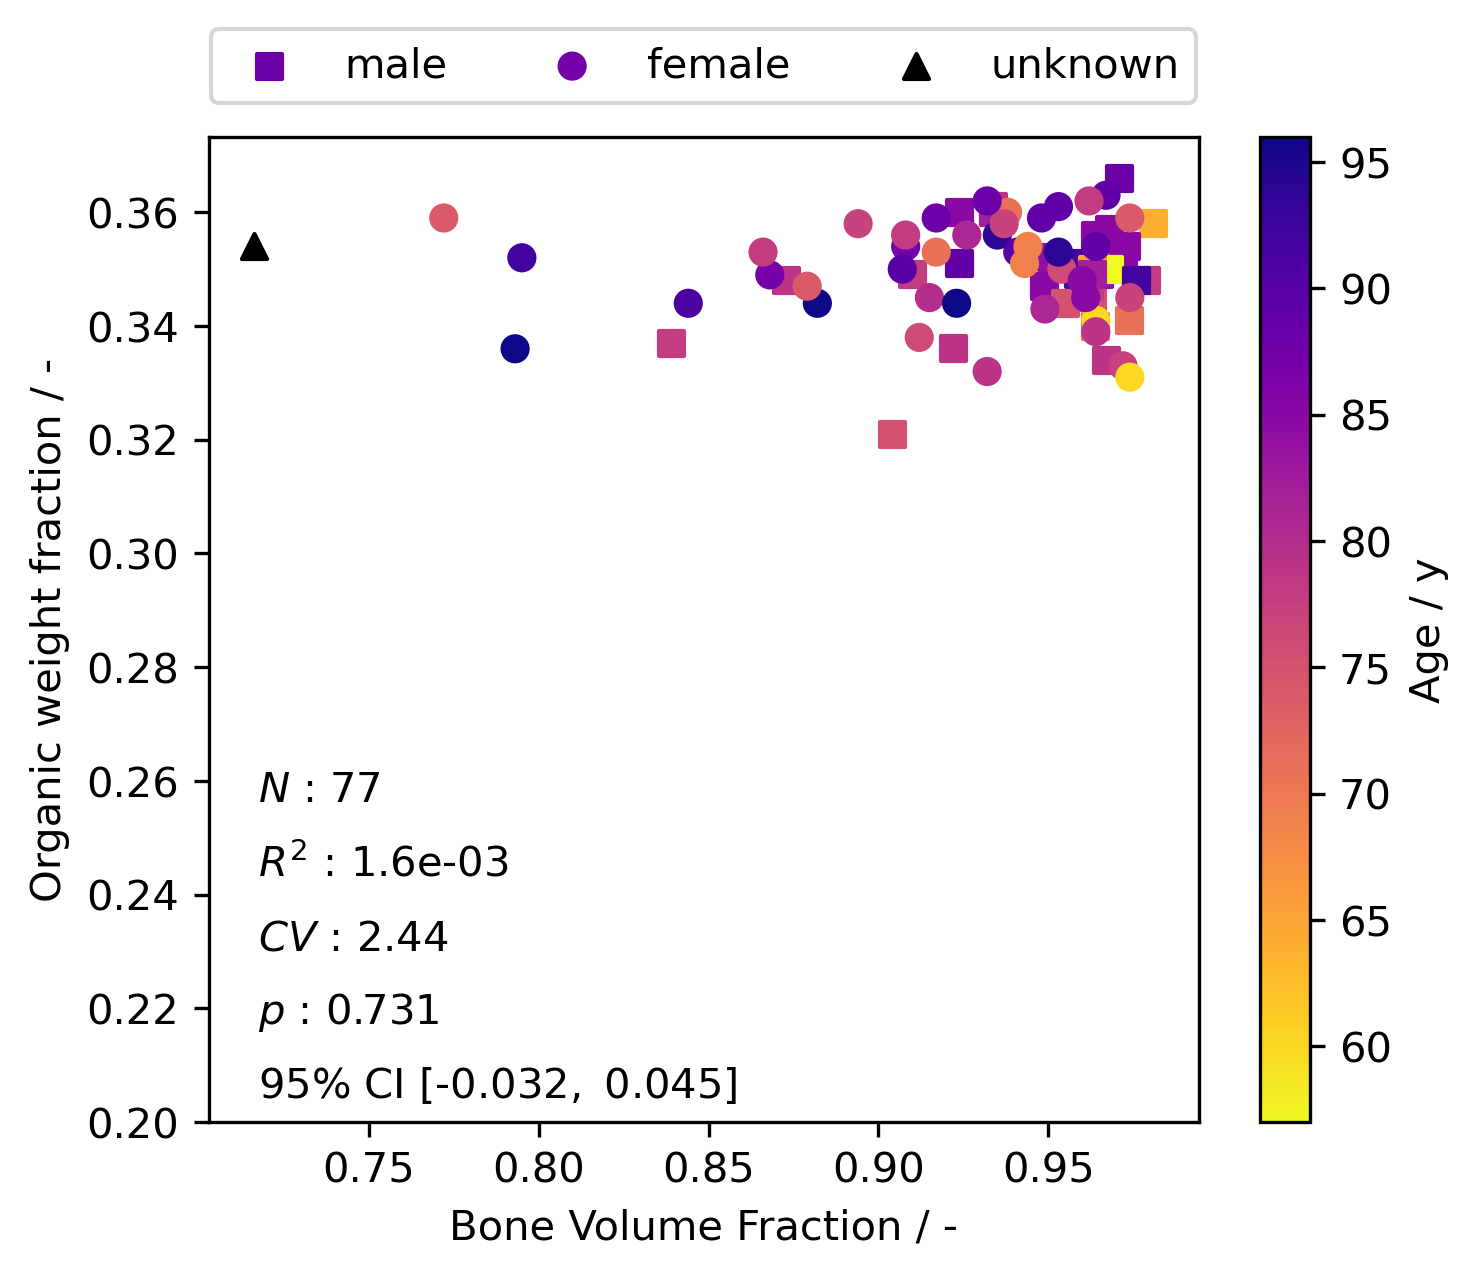 male female unknown
0.36
0.34
0.32
0.30
0.28
0.26
0.24
0.22
0.20
Organic weight fraction / -
N : 77
R² : 1.6e-03
CV : 2.44
p : 0.731
95% CI [-0.032, 0.045]
0.75 0.80 0.85 0.90 0.95
Bone Volume Fraction / -
95
90
85
80
75
70
65
60
Age / y